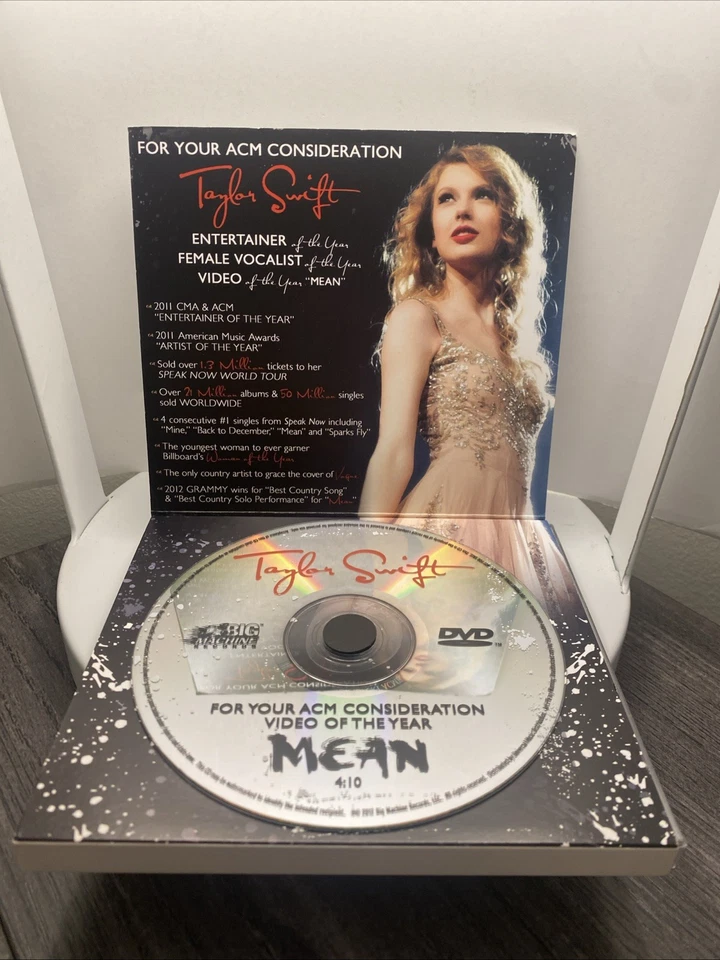 FOR YOUR ACM CONSIDERATION
Taylor Swift
ENTERTAINER of the Year
FEMALE VOCALIST of the Year
VIDEO of the Year "MEAN"
2011 CMA & ACM
"ENTERTAINER OF THE YEAR"
2011 American Music Awards
"ARTIST OF THE YEAR"
Sold over 1.3 Million tickets to her
SPEAK NOW WORLD TOUR
Over 21 Million albums & 50 Million singles
sold WORLDWIDE
4 consecutive #1 singles from Speak Now including
"Mine," "Back to December," "Mean" and "Sparks Fly"
The youngest woman to ever garner
Billboard's Woman of the Year
The only country artist to grace the cover of Vogue
2012 GRAMMY wins for "Best Country Song"
& "Best Country Solo Performance" for "Mean"
Taylor Swift
BIG MACHINE RECORDS
DVD
FOR YOUR ACM CONSIDERATION
VIDEO OF THE YEAR
MEAN
4:10